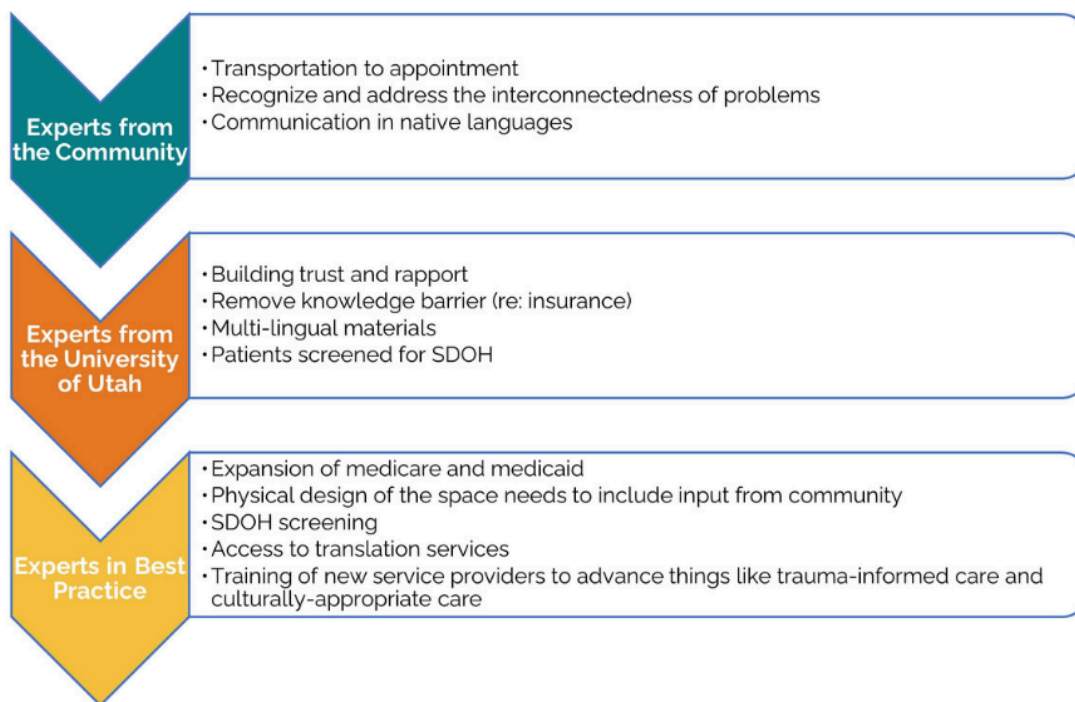 Experts from
the Community
• Transportation to appointment
• Recognize and address the interconnectedness of problems
• Communication in native languages
Experts from
the University
of Utah
• Building trust and rapport
• Remove knowledge barrier (re: insurance)
• Multi-lingual materials
• Patients screened for SDOH
Experts in Best
Practice
• Expansion of medicare and medicaid
• Physical design of the space needs to include input from community
• SDOH screening
• Access to translation services
• Training of new service providers to advance things like trauma-informed care and
culturally-appropriate care